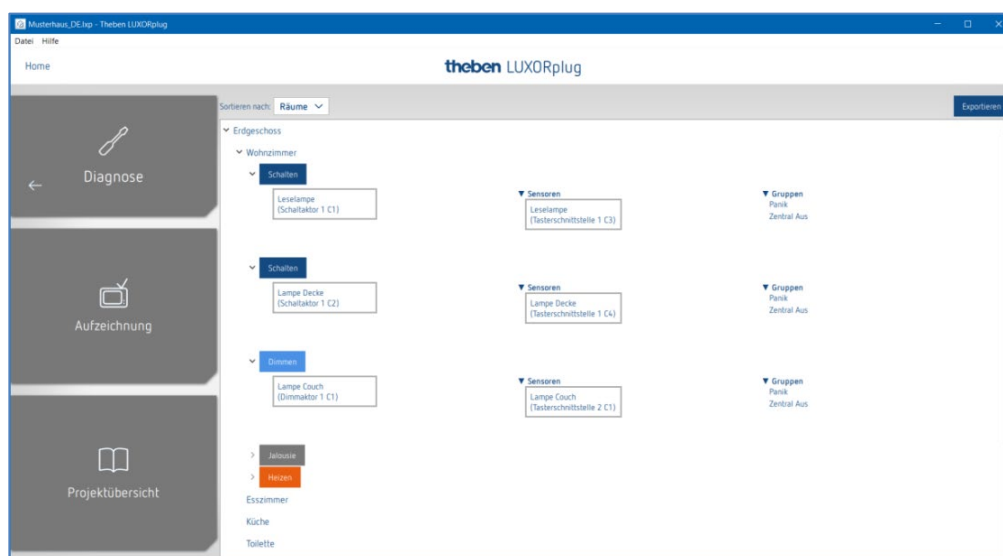 Musterhaus_DE.lxp - Theben LUXORplug
Datei Hilfe
Home
theben LUXORplug
Sortieren nach: Räume
Exportieren
Diagnose
Aufzeichnung
Projektübersicht
Erdgeschoss
Wohnzimmer
Schalten
Leselampe
(Schaltaktor 1 C1)
Sensoren
Leselampe
(Tasterschnittstelle 1 C3)
Gruppen
Panik
Zentral Aus
Schalten
Lampe Decke
(Schaltaktor 1 C2)
Sensoren
Lampe Decke
(Tasterschnittstelle 1 C4)
Gruppen
Panik
Zentral Aus
Dimmen
Lampe Couch
(Dimmaktor 1 C1)
Sensoren
Lampe Couch
(Tasterschnittstelle 2 C1)
Gruppen
Panik
Zentral Aus
Jalousie
Heizen
Esszimmer
Küche
Toilette